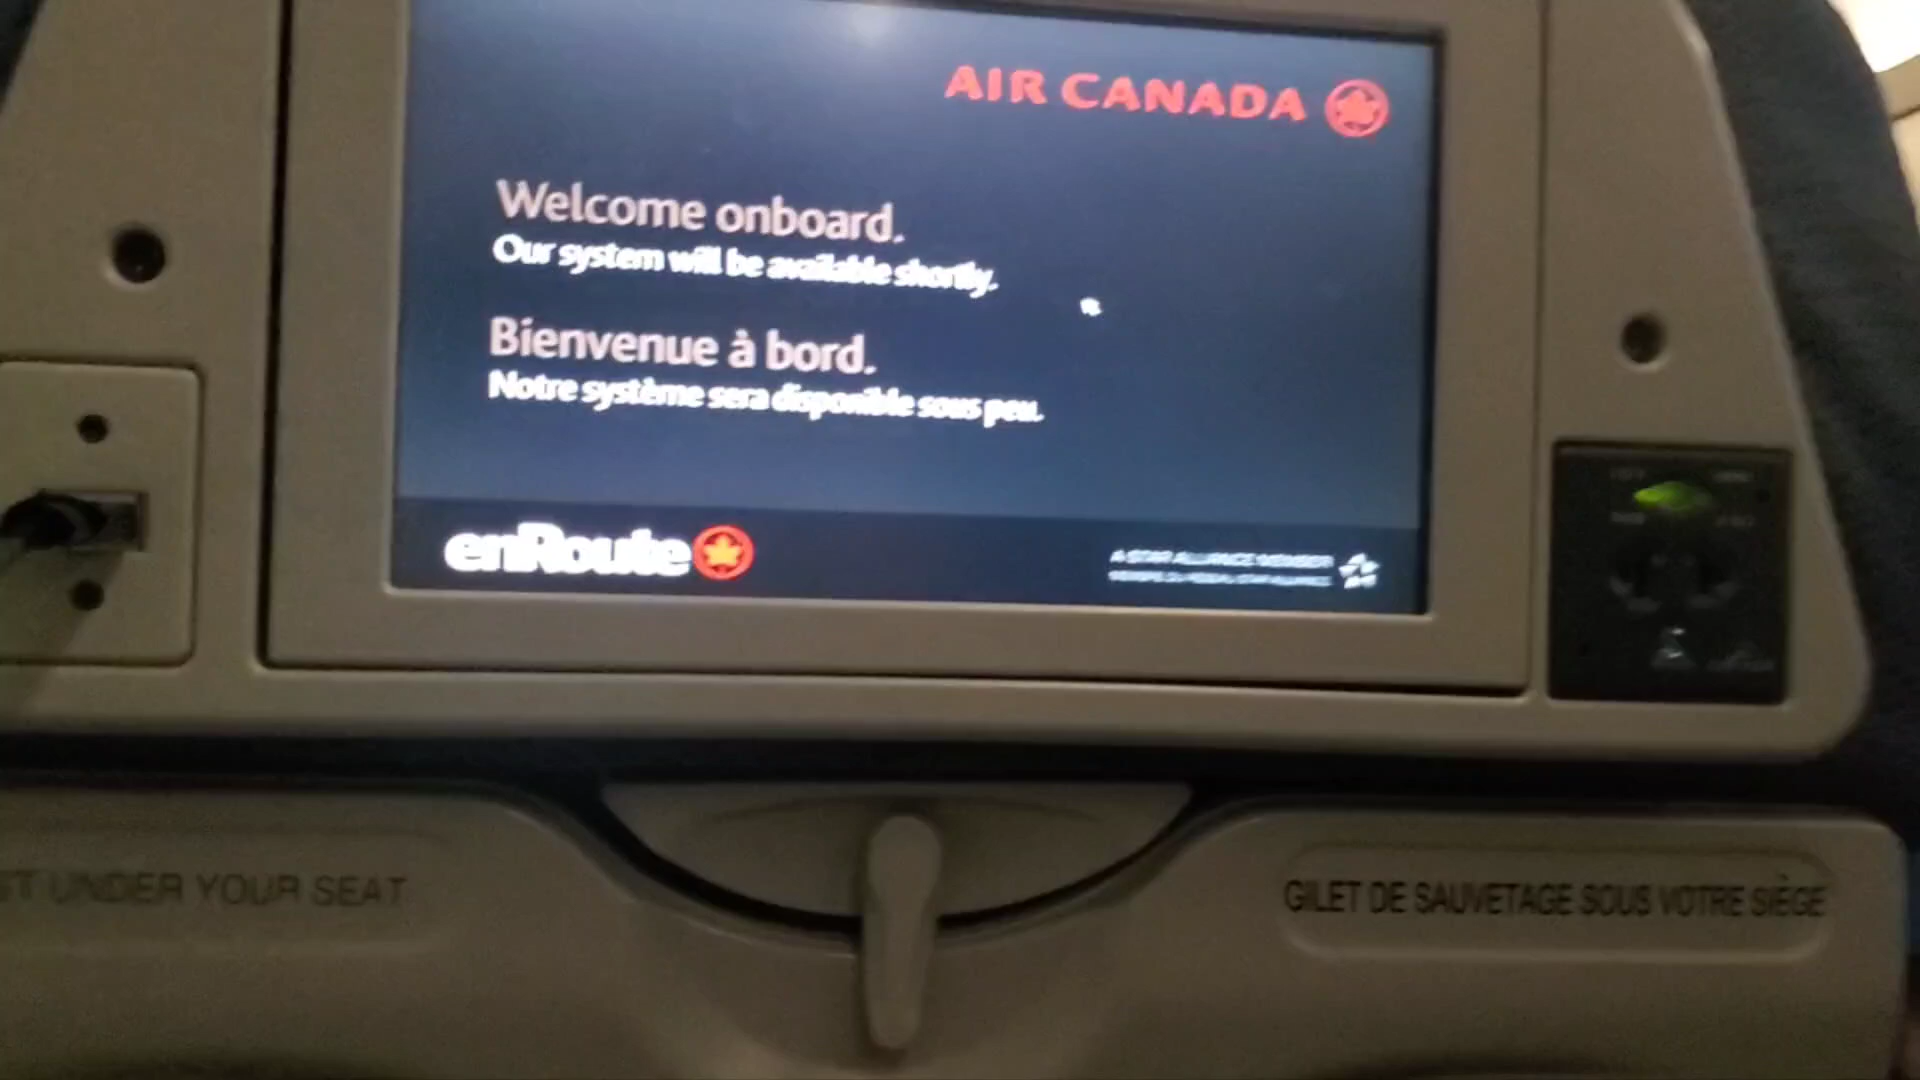 AIR CANADA
Welcome onboard.
Our system will be available shortly.
Bienvenue à bord.
Notre système sera disponible sous peu.
enRoute
A STAR ALLIANCE MEMBER
UNDER YOUR SEAT
GILET DE SAUVETAGE SOUS VOTRE SIÈGE